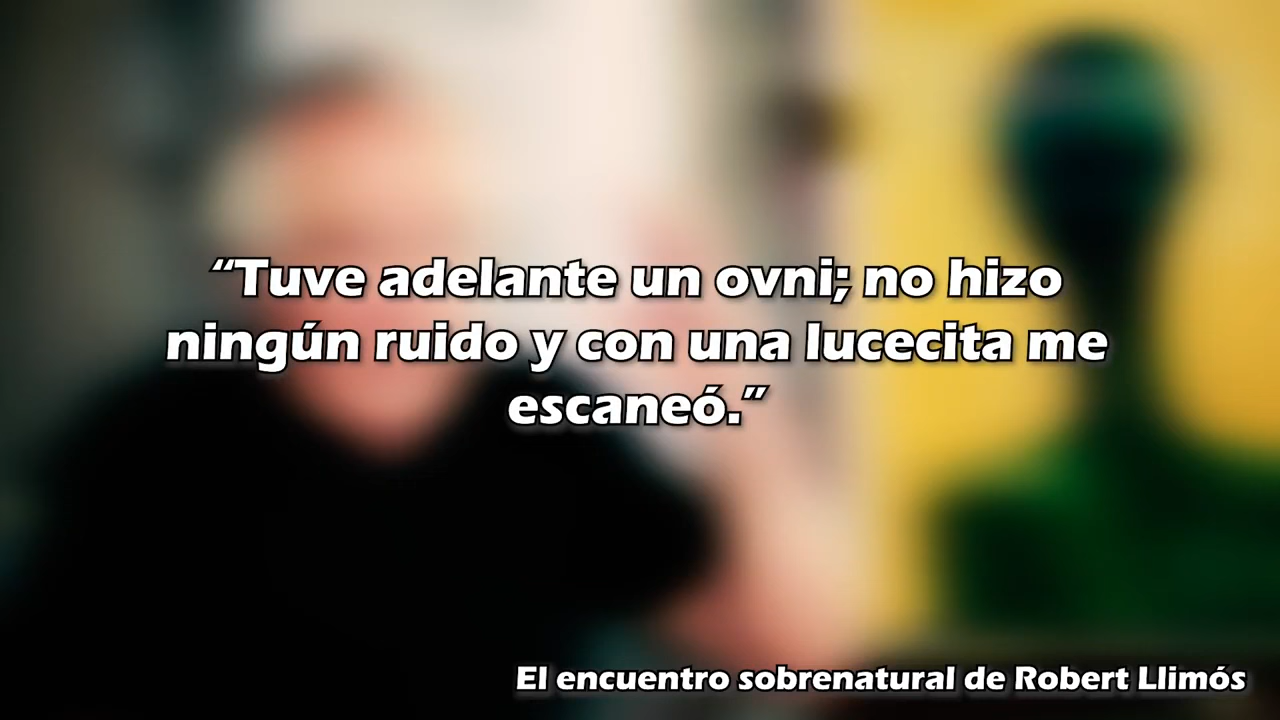 “Tuve adelante un ovni; no hizo
ningún ruido y con una lucecita me
escaneó.”
El encuentro sobrenatural de Robert Llimós